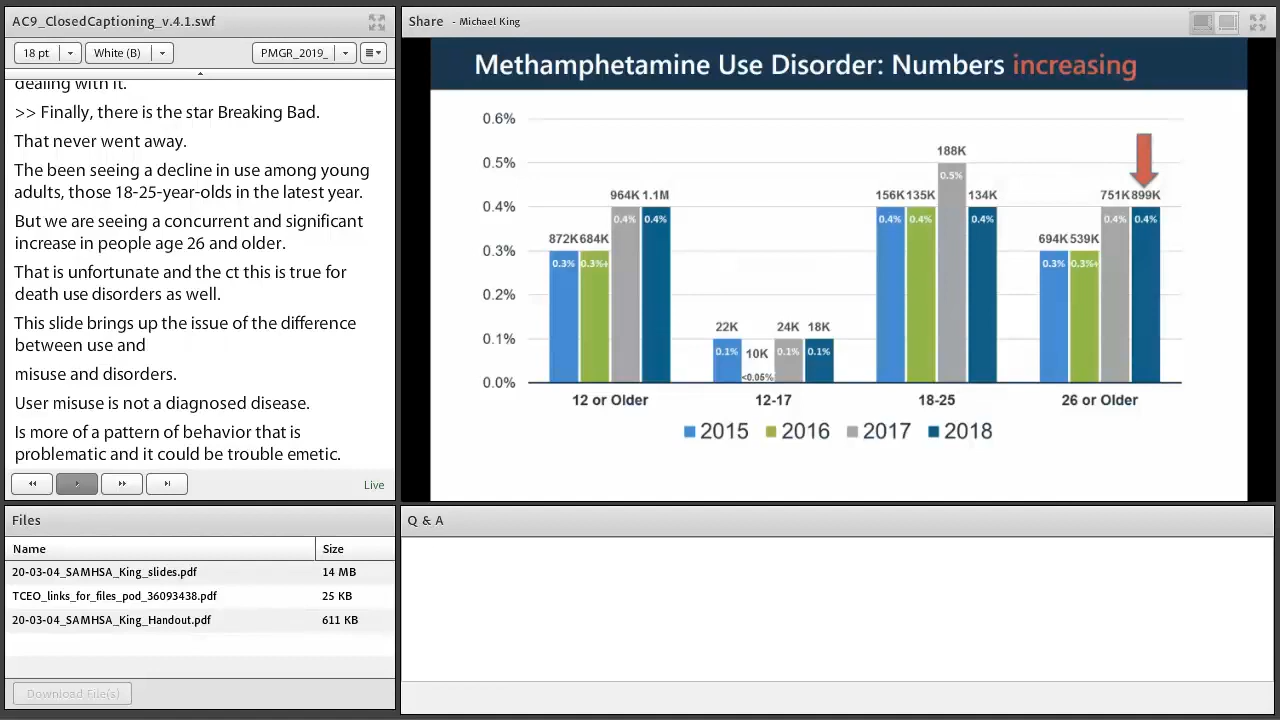 AC9_ClosedCaptioning_v.4.1.swf
18 pt
White (B)
PMGR_2019_
dealing with it.
>> Finally, there is the star Breaking Bad.
That never went away.
The been seeing a decline in use among young
adults, those 18-25-year-olds in the latest year.
But we are seeing a concurrent and significant
increase in people age 26 and older.
That is unfortunate and the ct this is true for
death use disorders as well.
This slide brings up the issue of the difference
between use and
misuse and disorders.
User misuse is not a diagnosed disease.
Is more of a pattern of behavior that is
problematic and it could be trouble emetic.
Live
Files
Name Size
20-03-04_SAMHSA_King_slides.pdf 14 MB
TCEO_links_for_files_pod_36093438.pdf 25 KB
20-03-04_SAMHSA_King_Handout.pdf 611 KB
Download File(s)
Share - Michael King
Methamphetamine Use Disorder: Numbers increasing
0.6%
0.5%
0.4%
0.3%
0.2%
0.1%
0.0%
872K 684K 964K 1.1M
0.3% 0.3%+ 0.4% 0.4%
12 or Older
22K 10K 24K 18K
0.1% <0.05% 0.1% 0.1%
12-17
156K 135K 188K 134K
0.4% 0.4% 0.5% 0.4%
18-25
694K 539K 751K 899K
0.3% 0.3%+ 0.4% 0.4%
26 or Older
2015 2016 2017 2018
Q & A